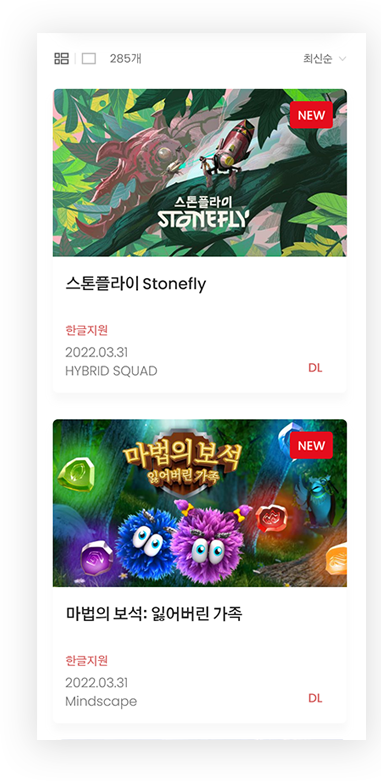 285개
최신순
NEW
스톤플라이
STONEFLY
스톤플라이 Stonefly
한글지원
2022.03.31
HYBRID SQUAD
DL
마법의 보석
잃어버린 가족
NEW
마법의 보석: 잃어버린 가족
한글지원
2022.03.31
Mindscape
DL